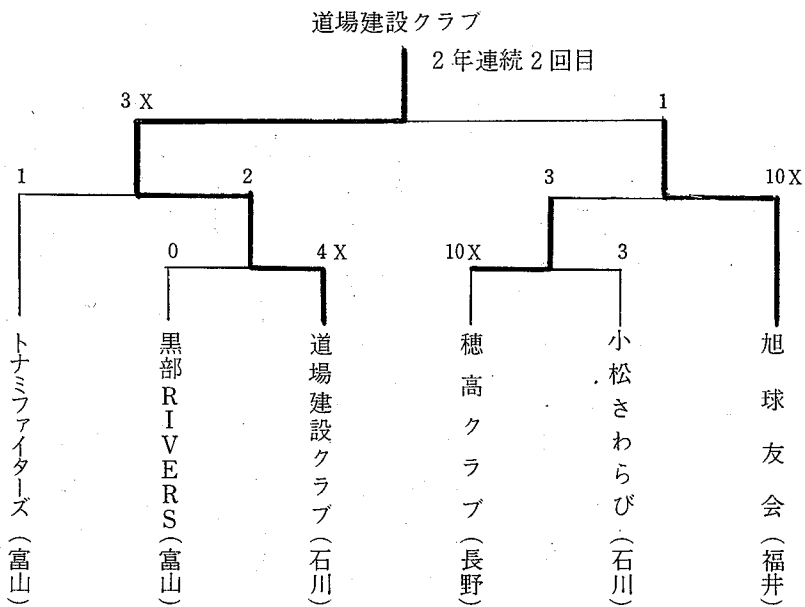 道場建設クラブ
2年連続2回目
3X
1
1
2
3
10X
0
4X
10X
3
トナミファイターズ(富山)
黒部RIVERS(富山)
道場建設クラブ(石川)
穂高クラブ(長野)
小松さわらび(石川)
旭球友会(福井)